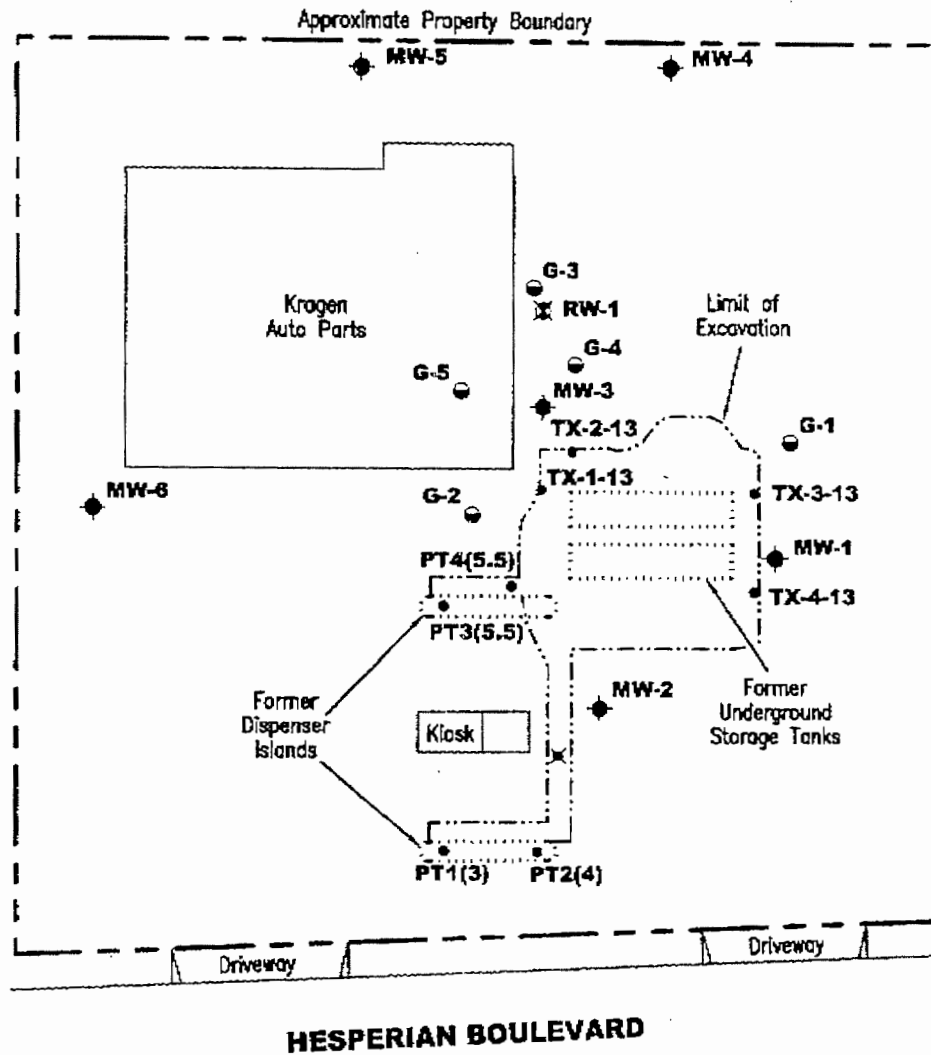 Approximate Property Boundary
MW-5
MW-4
G-3
RW-1
Kragen
Auto Parts
Limit of
Excavation
G-4
G-5
MW-3
TX-2-13
G-1
TX-1-13
TX-3-13
MW-6
G-2
MW-1
PT4(5.5)
TX-4-13
PT3(5.5)
MW-2
Former
Dispenser
Islands
Former
Underground
Storage Tanks
Kiosk
PT1(3)
PT2(4)
Driveway
Driveway
HESPERIAN BOULEVARD